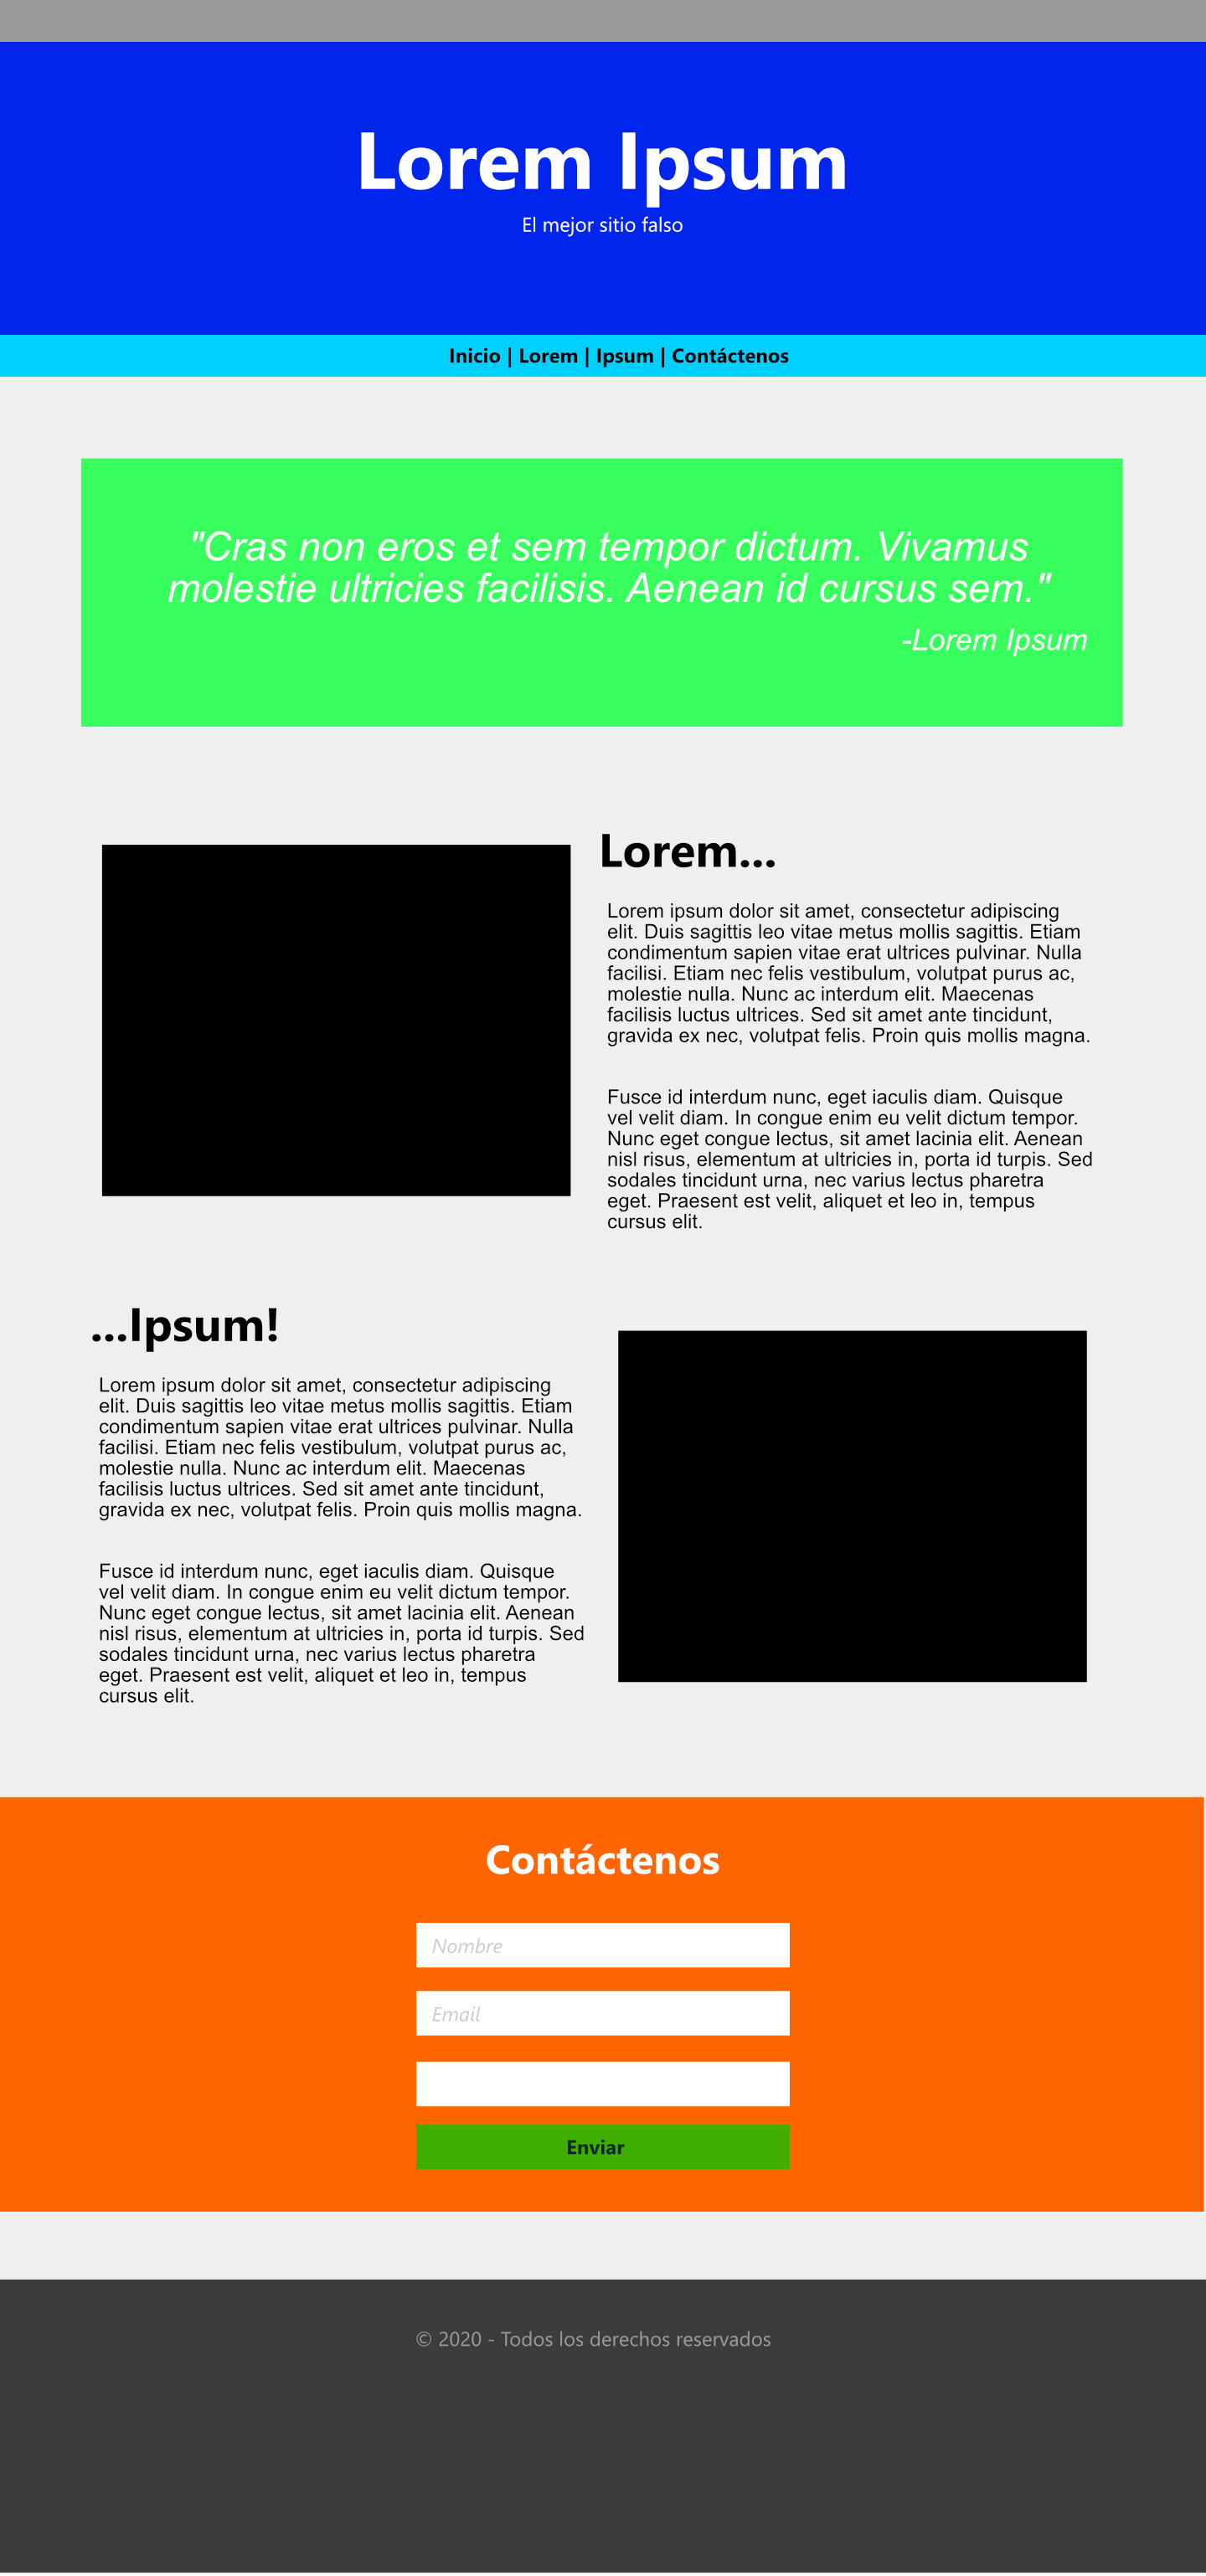 Lorem Ipsum
El mejor sitio falso
Inicio | Lorem | Ipsum | Contáctenos
"Cras non eros et sem tempor dictum. Vivamus
molestie ultricies facilisis. Aenean id cursus sem."
-Lorem Ipsum
Lorem...
Lorem ipsum dolor sit amet, consectetur adipiscing
elit. Duis sagittis leo vitae metus mollis sagittis. Etiam
condimentum sapien vitae erat ultrices pulvinar. Nulla
facilisi. Etiam nec felis vestibulum, volutpat purus ac,
molestie nulla. Nunc ac interdum elit. Maecenas
facilisis luctus ultrices. Sed sit amet ante tincidunt,
gravida ex nec, volutpat felis. Proin quis mollis magna.
Fusce id interdum nunc, eget iaculis diam. Quisque
vel velit diam. In congue enim eu velit dictum tempor.
Nunc eget congue lectus, sit amet lacinia elit. Aenean
nisl risus, elementum at ultricies in, porta id turpis. Sed
sodales tincidunt urna, nec varius lectus pharetra
eget. Praesent est velit, aliquet et leo in, tempus
cursus elit.
...Ipsum!
Lorem ipsum dolor sit amet, consectetur adipiscing
elit. Duis sagittis leo vitae metus mollis sagittis. Etiam
condimentum sapien vitae erat ultrices pulvinar. Nulla
facilisi. Etiam nec felis vestibulum, volutpat purus ac,
molestie nulla. Nunc ac interdum elit. Maecenas
facilisis luctus ultrices. Sed sit amet ante tincidunt,
gravida ex nec, volutpat felis. Proin quis mollis magna.
Fusce id interdum nunc, eget iaculis diam. Quisque
vel velit diam. In congue enim eu velit dictum tempor.
Nunc eget congue lectus, sit amet lacinia elit. Aenean
nisl risus, elementum at ultricies in, porta id turpis. Sed
sodales tincidunt urna, nec varius lectus pharetra
eget. Praesent est velit, aliquet et leo in, tempus
cursus elit.
Contáctenos
Nombre
Email
Enviar
© 2020 - Todos los derechos reservados